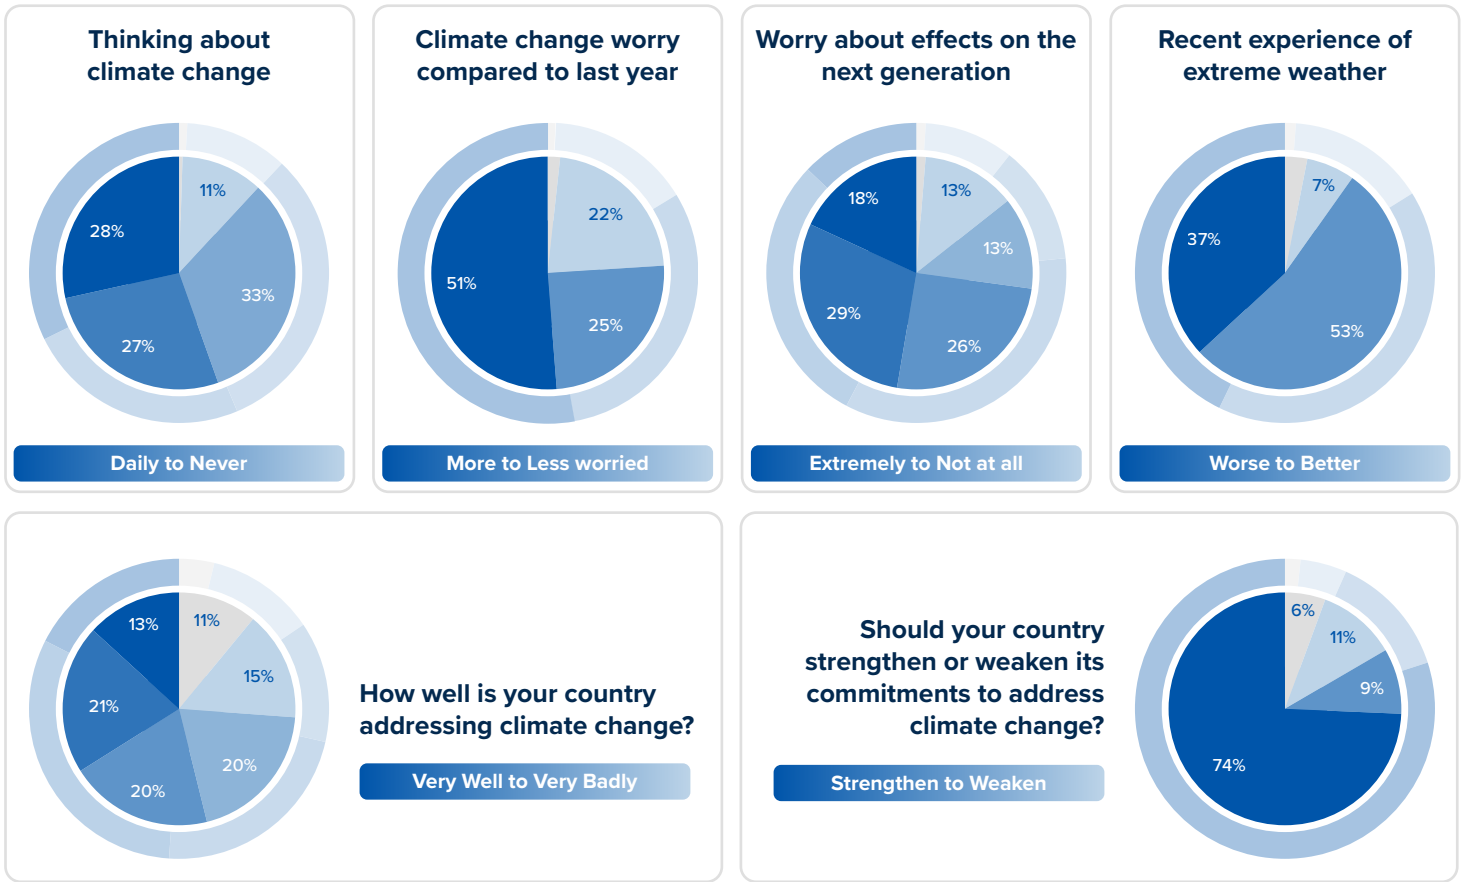 Thinking about
climate change
11%
28%
33%
27%
Daily to Never
Climate change worry
compared to last year
22%
51%
25%
More to Less worried
Worry about effects on the
next generation
18%
13%
13%
29%
26%
Extremely to Not at all
Recent experience of
extreme weather
7%
37%
53%
Worse to Better
13%
11%
15%
21%
20%
20%
How well is your country
addressing climate change?
Very Well to Very Badly
Should your country
strengthen or weaken its
commitments to address
climate change?
Strengthen to Weaken
6%
11%
9%
74%